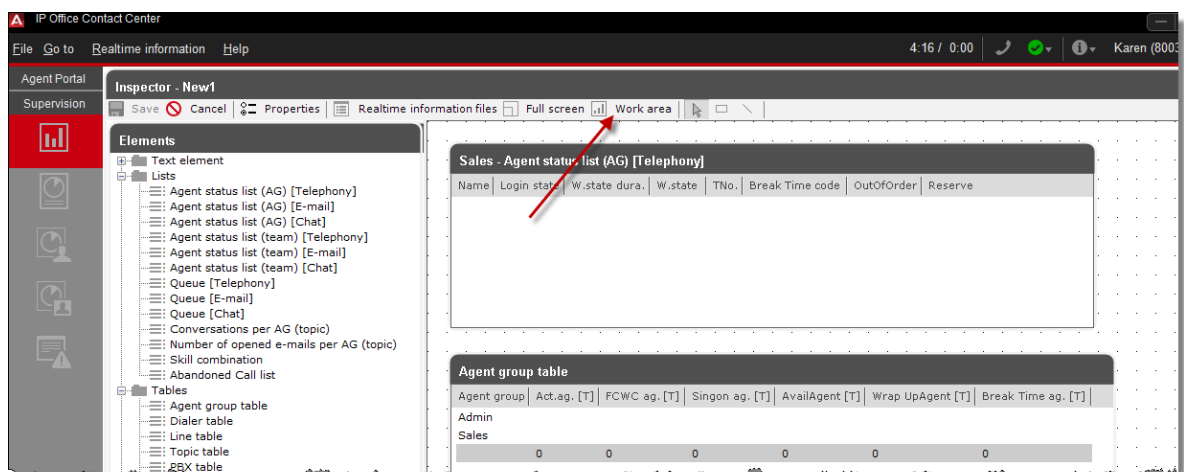 IP Office Contact Center
File Go to Realtime information Help 4:16 / 0:00 Karen (8003
Agent Portal
Supervision
Inspector - New1
Save Cancel Properties Realtime information files Full screen Work area
Elements
Text element
Lists
Agent status list (AG) [Telephony]
Agent status list (AG) [E-mail]
Agent status list (AG) [Chat]
Agent status list (team) [Telephony]
Agent status list (team) [E-mail]
Agent status list (team) [Chat]
Queue [Telephony]
Queue [E-mail]
Queue [Chat]
Conversations per AG (topic)
Number of opened e-mails per AG (topic)
Skill combination
Abandoned Call list
Tables
Agent group table
Dialer table
Line table
Topic table
PBX table
Sales - Agent status list (AG) [Telephony]
Name Login state W.state dura. W.state TNo. Break Time code OutOfOrder Reserve
Agent group table
Agent group Act.ag. [T] FCWC ag. [T] Singon ag. [T] AvailAgent [T] Wrap UpAgent [T] Break Time ag. [T]
Admin
Sales
0 0 0 0 0 0